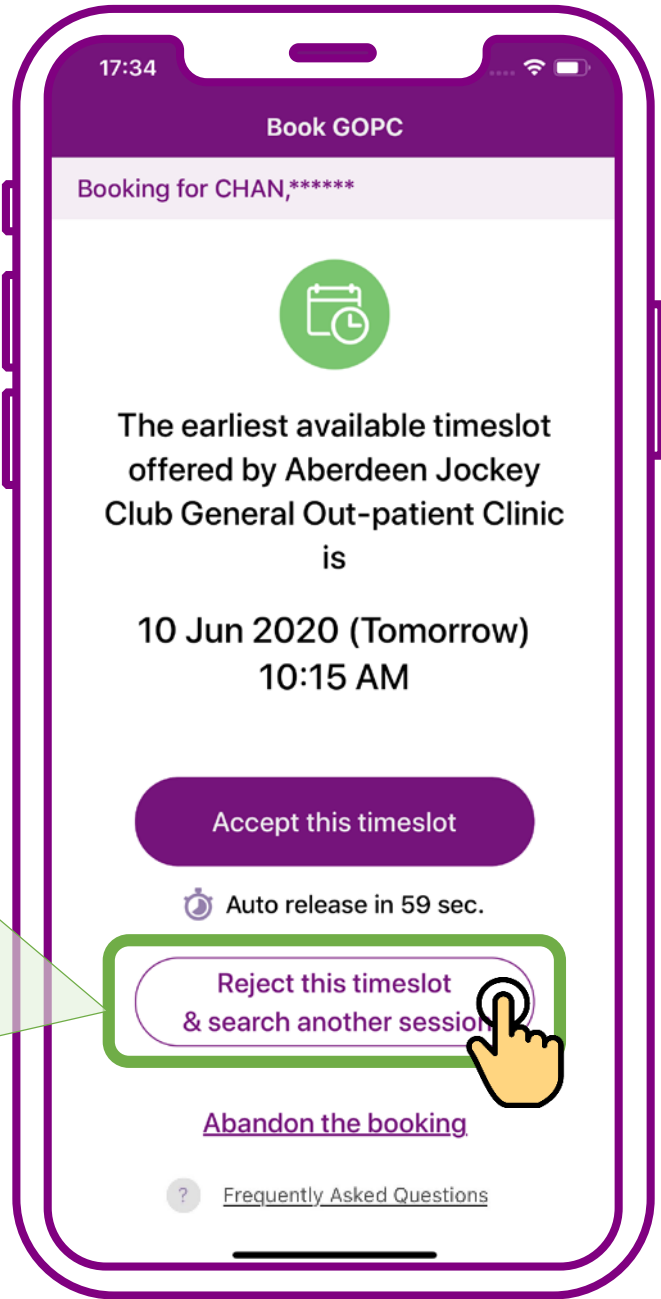 17:34
Book GOPC
Booking for CHAN,******
The earliest available timeslot
offered by Aberdeen Jockey
Club General Out-patient Clinic
is
10 Jun 2020 (Tomorrow)
10:15 AM
Accept this timeslot
Auto release in 59 sec.
Reject this timeslot
& search another session
Abandon the booking
? Frequently Asked Questions